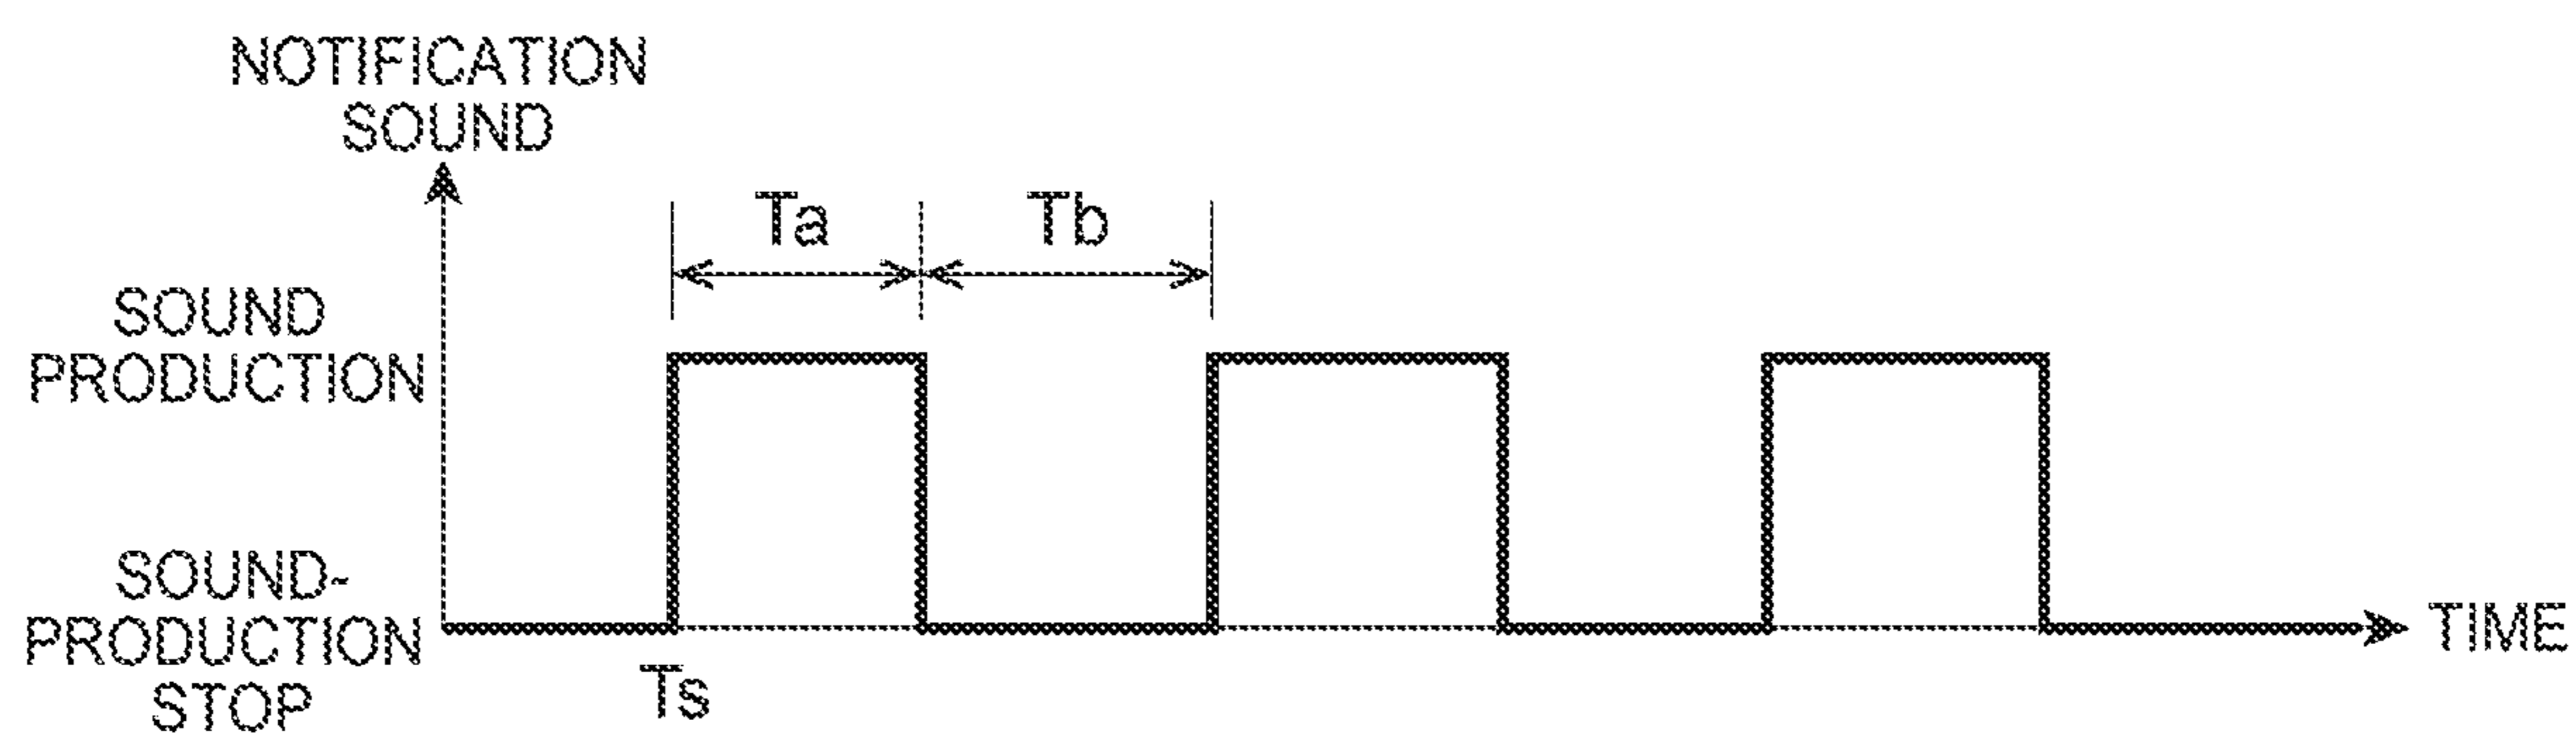 NOTIFICATION
SOUND
Ta
Tb
SOUND
PRODUCTION
SOUND-
PRODUCTION
STOP
Ts
TIME